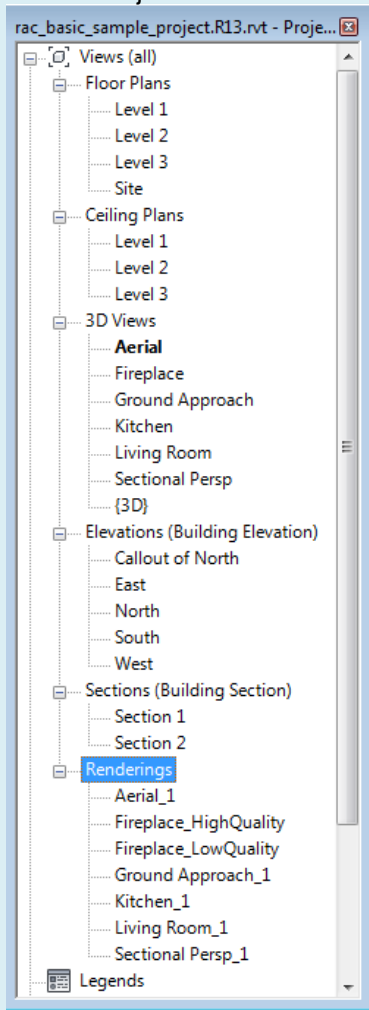 rac_basic_sample_project.R13.rvt - Proje...
Views (all)
Floor Plans
Level 1
Level 2
Level 3
Site
Ceiling Plans
Level 1
Level 2
Level 3
3D Views
Aerial
Fireplace
Ground Approach
Kitchen
Living Room
Sectional Persp
{3D}
Elevations (Building Elevation)
Callout of North
East
North
South
West
Sections (Building Section)
Section 1
Section 2
Renderings
Aerial_1
Fireplace_HighQuality
Fireplace_LowQuality
Ground Approach_1
Kitchen_1
Living Room_1
Sectional Persp_1
Legends